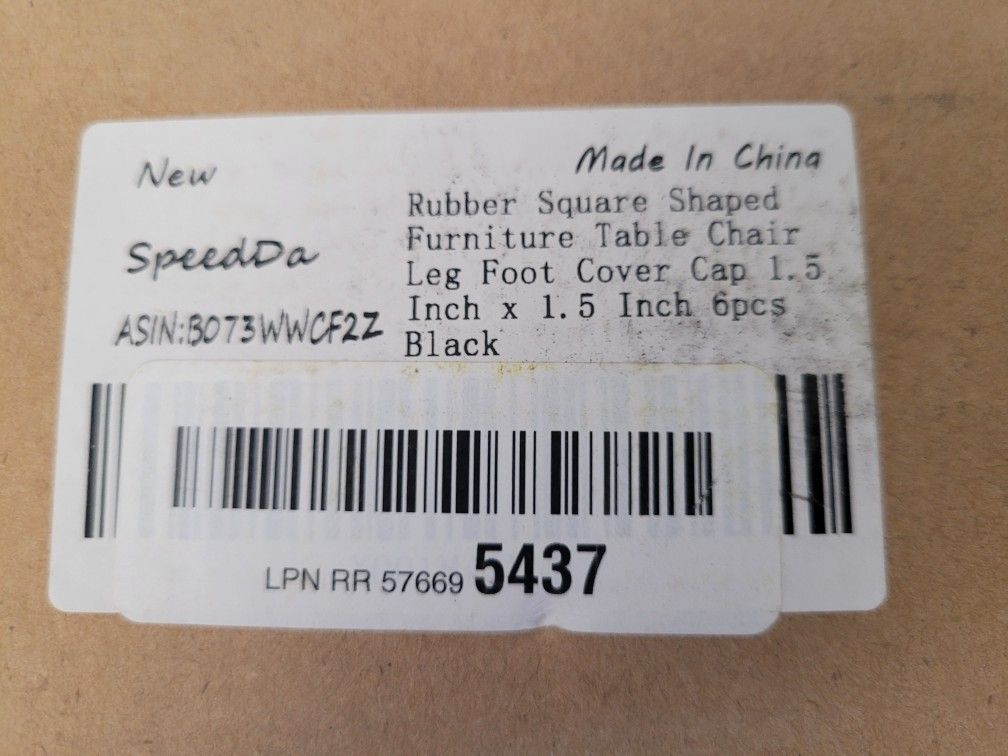 New
Made In China
SpeedDa
ASIN:B073WWCF2Z
Rubber Square Shaped
Furniture Table Chair
Leg Foot Cover Cap 1.5
Inch x 1.5 Inch 6pcs
Black
LPN RR 57669 5437